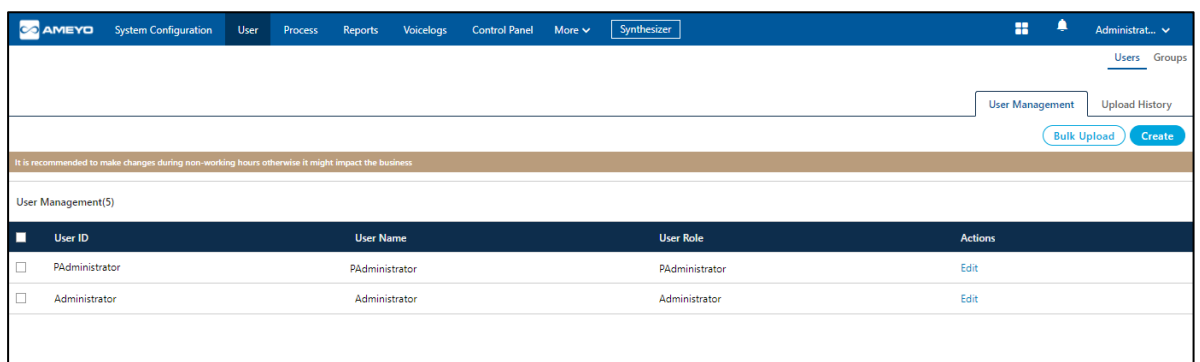 AMEYO System Configuration User Process Reports Voicelogs Control Panel More Synthesizer Administrat...
Users Groups
User Management Upload History
Bulk Upload Create
It is recommended to make changes during non-working hours otherwise it might impact the business
User Management(5)
User ID User Name User Role Actions
PAdministrator PAdministrator PAdministrator Edit
Administrator Administrator Administrator Edit